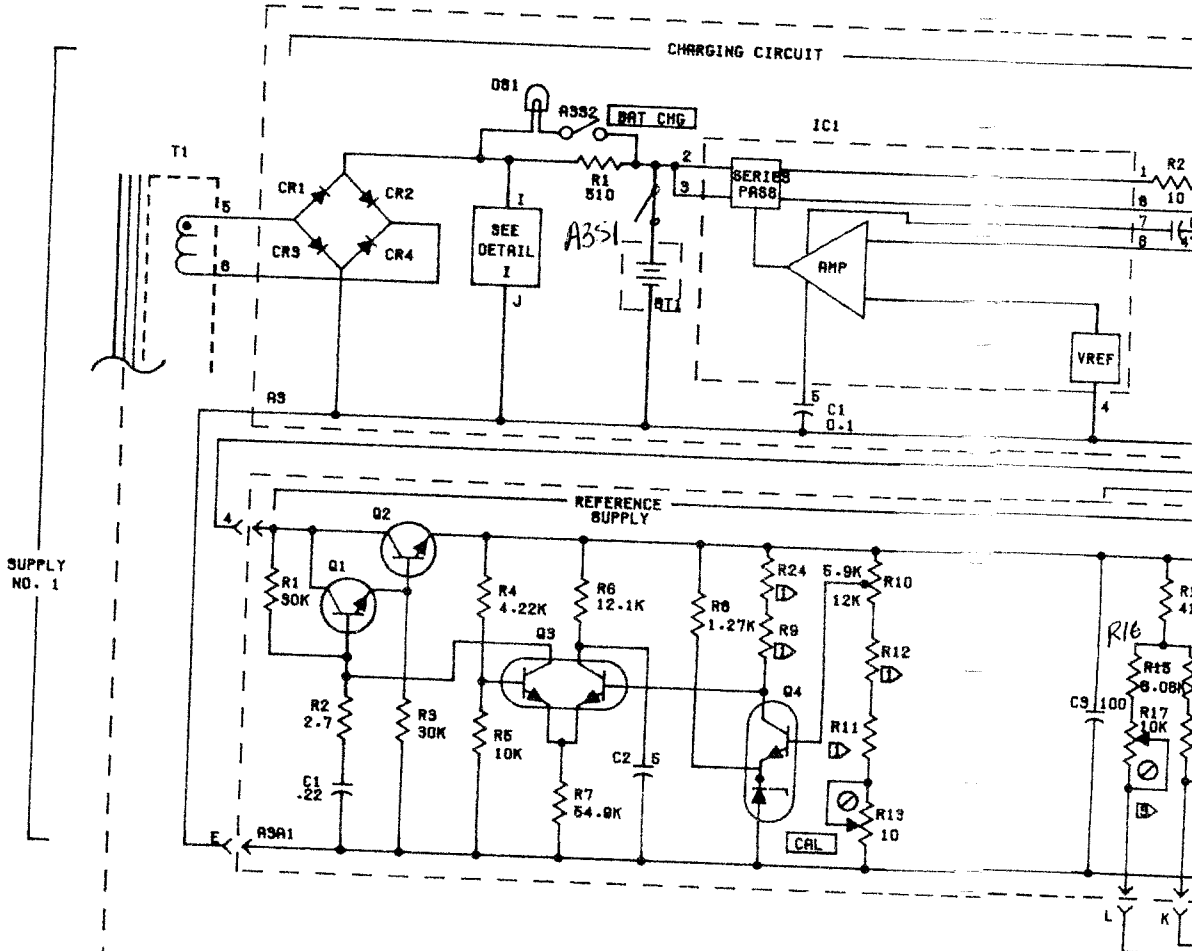 CHARGING CIRCUIT
DS1
A3S2
BAT CHG
IC1
T1
CR1
CR2
CR3
CR4
5
6
R1
510
I
SEE
DETAIL
I
J
A3S1
BT1
2
3
SERIES
PASS
AMP
VREF
1
R2
10
7
4
5
C1
0.1
A3
SUPPLY
NO. 1
REFERENCE
SUPPLY
4
Q2
Q1
R1
30K
R2
2.7
C1
.22
R3
30K
R4
4.22K
R5
10K
R6
12.1K
Q3
R7
54.9K
C2
5
R8
1.27K
R24
R9
Q4
5.9K
12K
R10
R12
R11
R13
10
CAL
C3
100
R16
R15
6.08K
R17
10K
E
A3A1
L
K